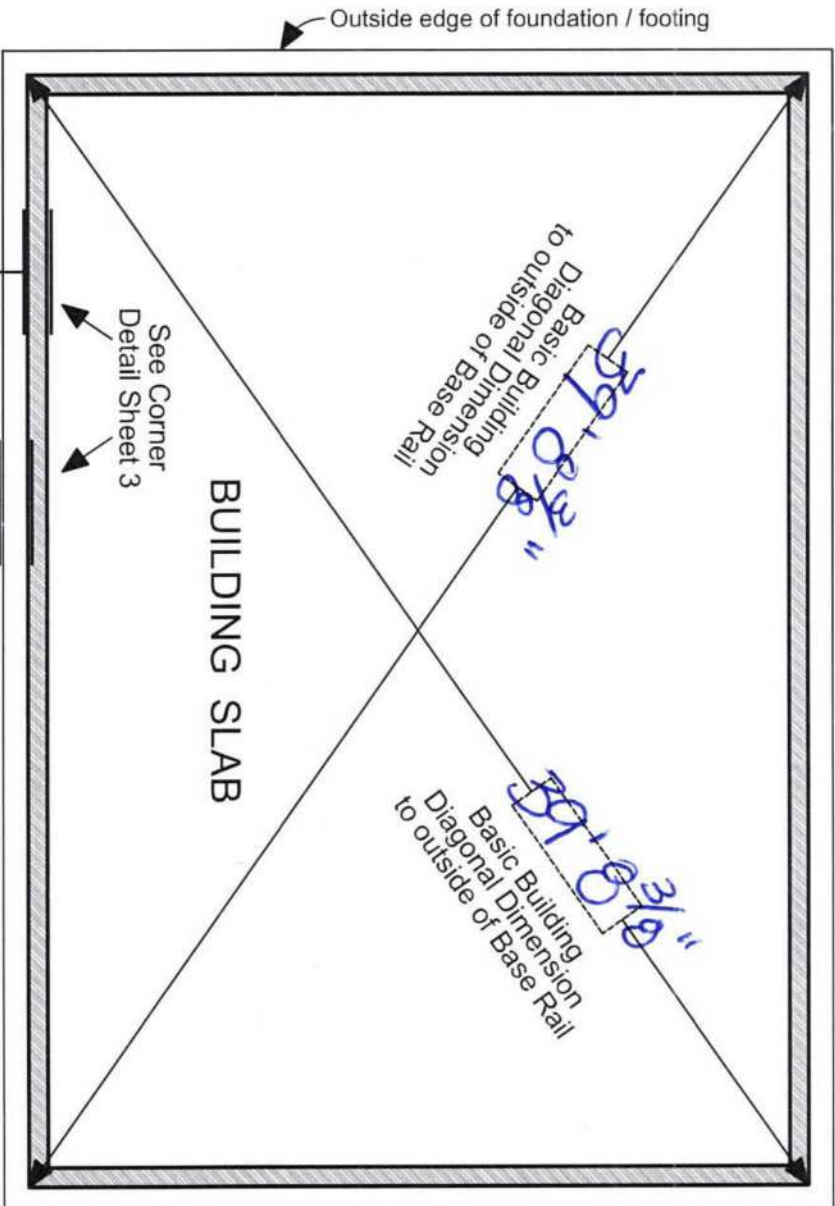 Outside edge of foundation / footing
39' 8 3/8"
Basic Building
Diagonal Dimension
to outside of Base Rail
39' 8 3/8"
Basic Building
Diagonal Dimension
to outside of Base Rail
See Corner
Detail Sheet 3
BUILDING SLAB